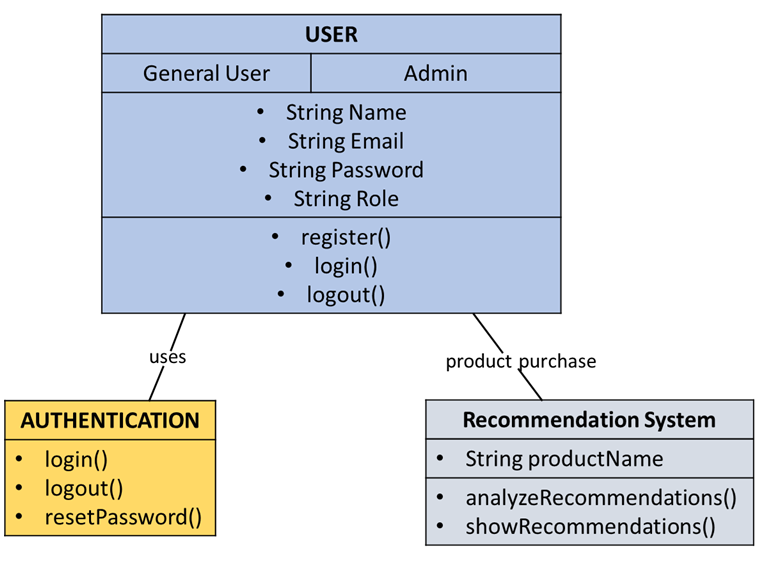 USER
General User
Admin
• String Name
• String Email
• String Password
• String Role
• register()
• login()
• logout()
uses
product purchase
AUTHENTICATION
• login()
• logout()
• resetPassword()
Recommendation System
• String productName
• analyzeRecommendations()
• showRecommendations()